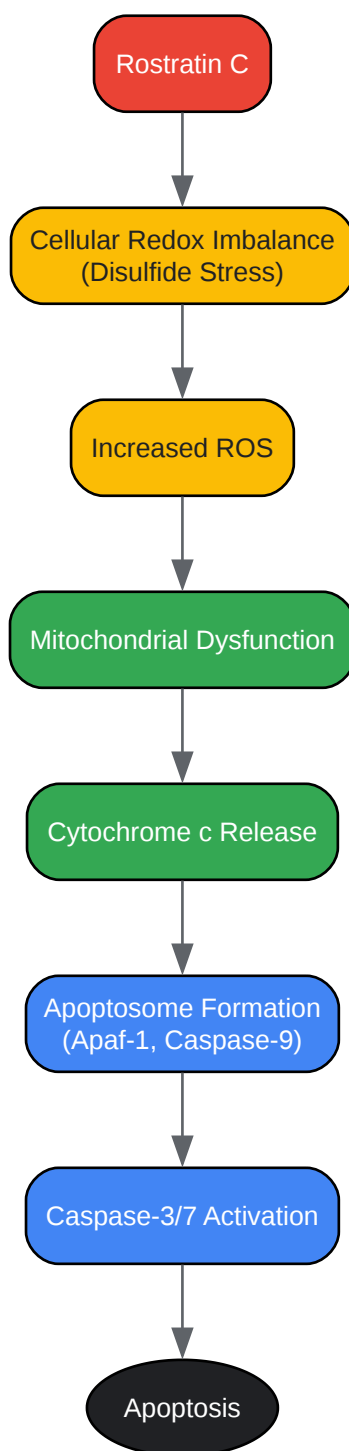 Rostratin C
Cellular Redox Imbalance
(Disulfide Stress)
Increased ROS
Mitochondrial Dysfunction
Cytochrome c Release
Apoptosome Formation
(Apaf-1, Caspase-9)
Caspase-3/7 Activation
Apoptosis